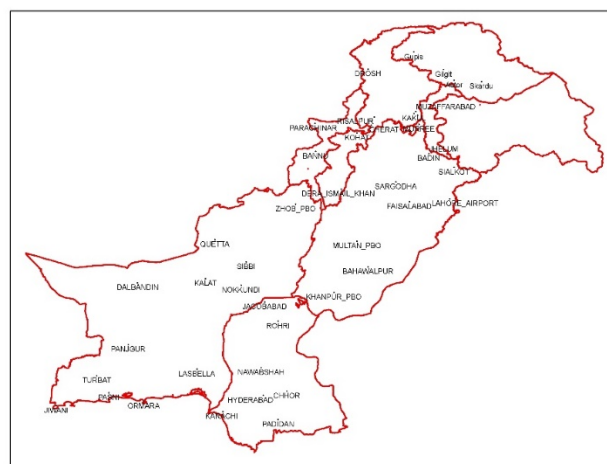 Gupis
DROSH
Gilgit
Astor
Skardu
MUZAFFARABAD
KAKUL
RISALPUR
PARACHINAR
CHERAT
MURREE
KOHAT
JHELUM
BANNU
BADIN
SIALKOT
SARGODHA
DERA_ISMAIL_KHAN
FAISALABAD
LAHORE_AIRPORT
ZHOB_PBO
QUETTA
MULTAN_PBO
SIBBI
BAHAWALPUR
KALAT
DALBANDIN
NOKKUNDI
KHANPUR_PBO
JACOBABAD
ROHRI
PANJGUR
LASBELLA
NAWABSHAH
TURBAT
CHHOR
PASNI
HYDERABAD
ORMARA
JIWANI
KARACHI
PADIDAN